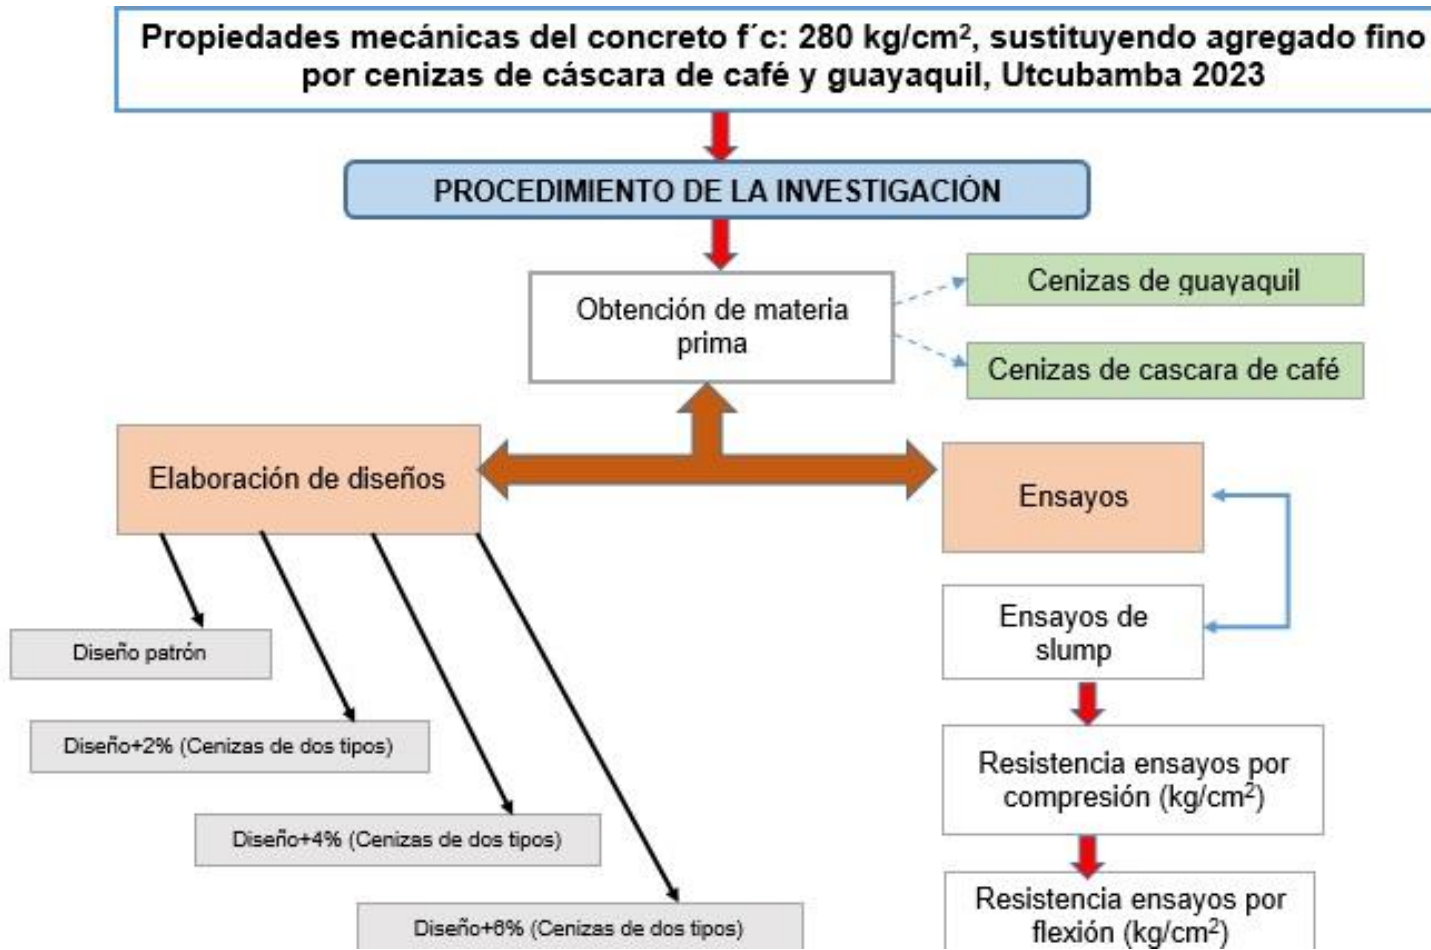 Propiedades mecánicas del concreto f´c: 280 kg/cm², sustituyendo agregado fino
por cenizas de cáscara de café y guayaquil, Utcubamba 2023
PROCEDIMIENTO DE LA INVESTIGACIÓN
Obtención de materia
prima
Cenizas de guayaquil
Cenizas de cascara de café
Elaboración de diseños
Ensayos
Diseño patrón
Diseño+2% (Cenizas de dos tipos)
Diseño+4% (Cenizas de dos tipos)
Diseño+6% (Cenizas de dos tipos)
Ensayos de
slump
Resistencia ensayos por
compresión (kg/cm²)
Resistencia ensayos por
flexión (kg/cm²)